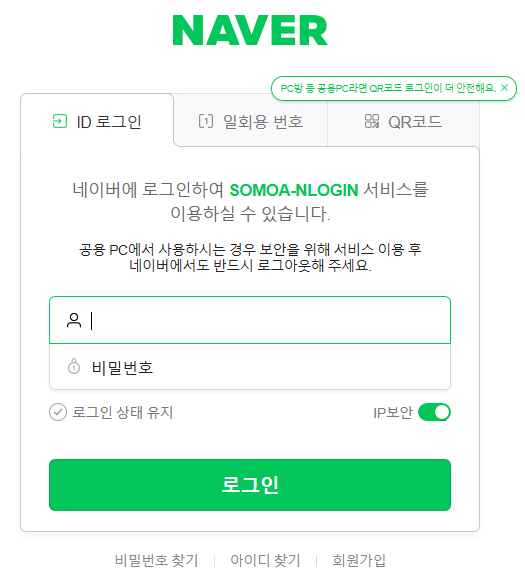 NAVER
PC방 등 공용PC라면 QR코드 로그인이 더 안전해요. ×
ID 로그인
일회용 번호
QR코드
네이버에 로그인하여 SOMOA-NLOGIN 서비스를
이용하실 수 있습니다.
공용 PC에서 사용하시는 경우 보안을 위해 서비스 이용 후
네이버에서도 반드시 로그아웃해 주세요.
비밀번호
로그인 상태 유지
IP보안
로그인
비밀번호 찾기 | 아이디 찾기 | 회원가입